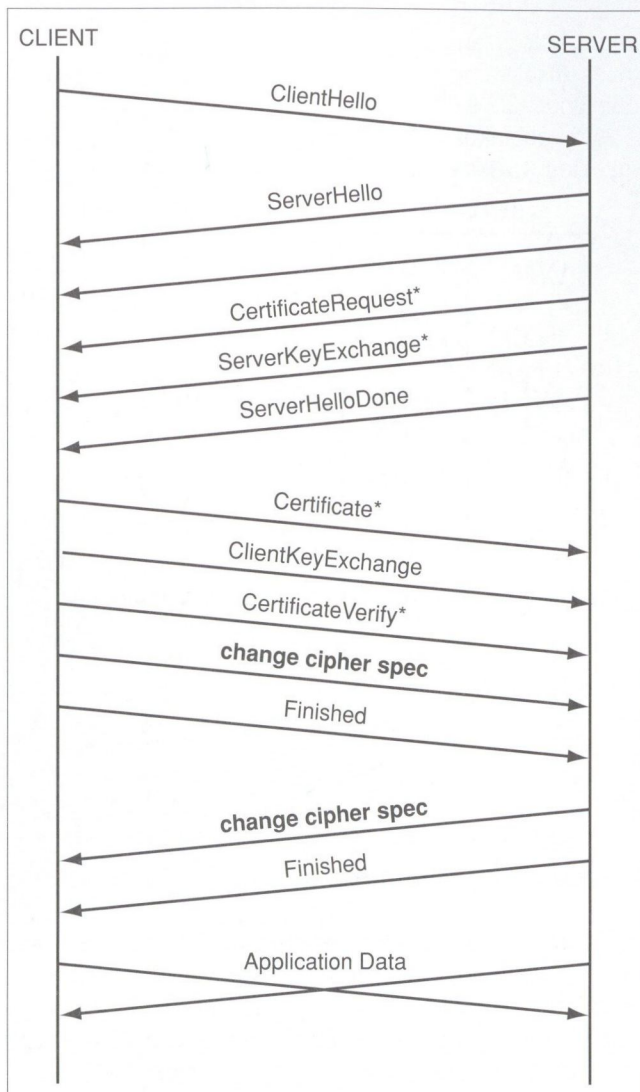 CLIENT
SERVER
ClientHello
ServerHello
CertificateRequest*
ServerKeyExchange*
ServerHelloDone
Certificate*
ClientKeyExchange
CertificateVerify*
change cipher spec
Finished
change cipher spec
Finished
Application Data